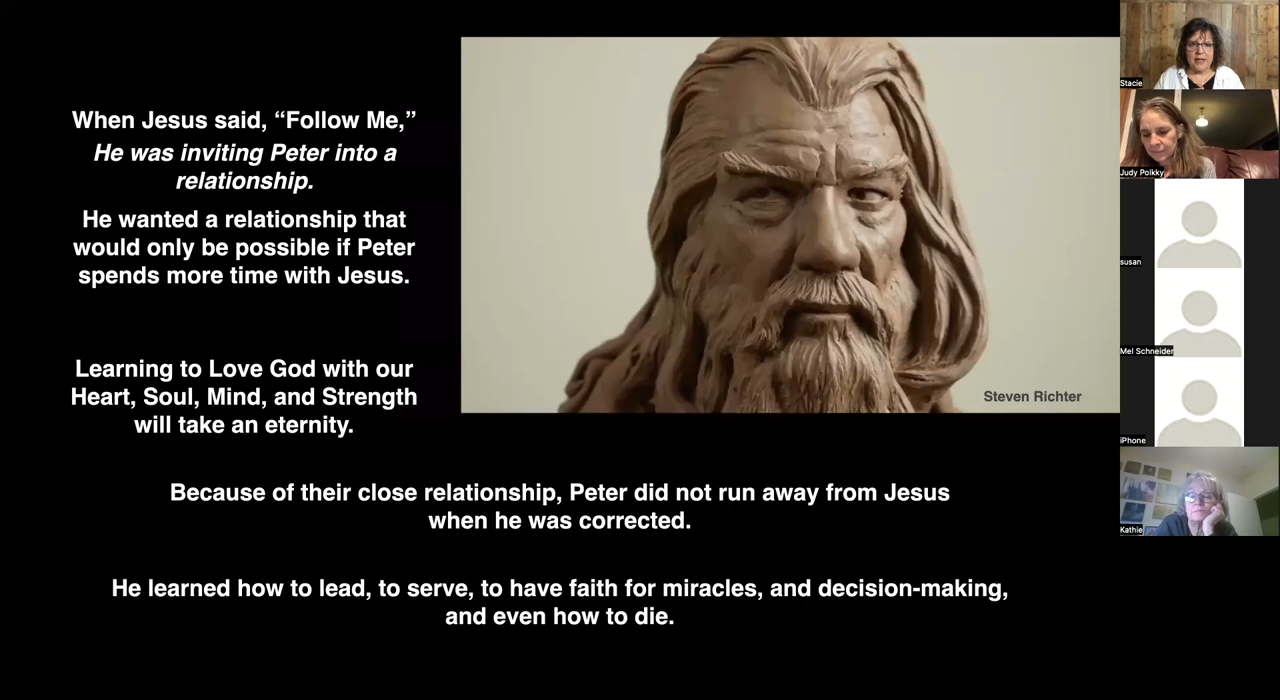 When Jesus said, “Follow Me,”
He was inviting Peter into a
relationship.
He wanted a relationship that
would only be possible if Peter
spends more time with Jesus.
Learning to Love God with our
Heart, Soul, Mind, and Strength
will take an eternity.
Steven Richter
Because of their close relationship, Peter did not run away from Jesus
when he was corrected.
He learned how to lead, to serve, to have faith for miracles, and decision-making,
and even how to die.
Stacie
Judy Polkky
susan
Mel Schneider
iPhone
Kathie